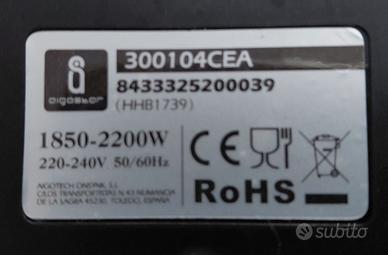 aigostar
300104CEA
8433325200039
(HHB1739)
1850-2200W
220-240V 50/60Hz
AIGOTECH ONSYNK, S.L
C/LOS TRANSPORTISTAS N.43 NUMANCIA
DE LA SAGRA 45230, TOLEDO, ESPAÑA
CE
RoHS
subito